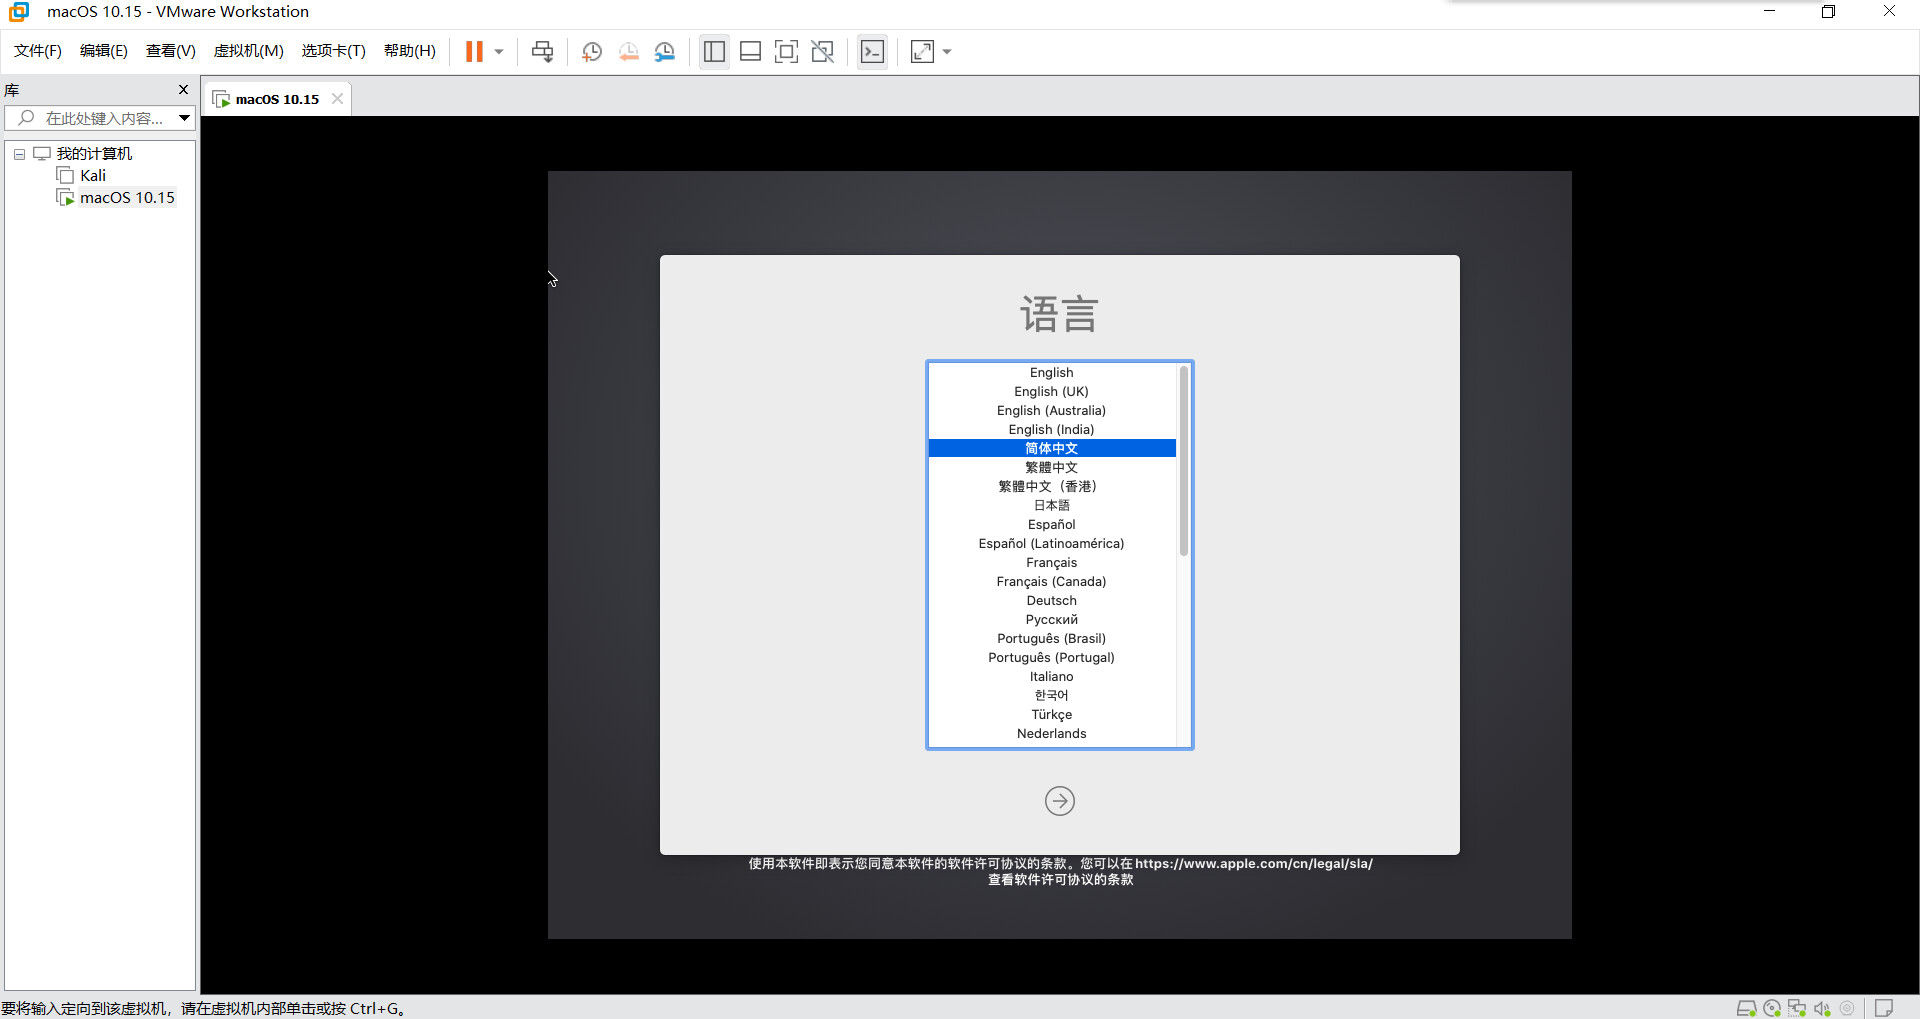 macOS 10.15 - VMware Workstation
文件(F) 编辑(E) 查看(V) 虚拟机(M) 选项卡(T) 帮助(H)
库
macOS 10.15
在此处键入内容...
我的计算机
Kali
macOS 10.15
语言
English
English (UK)
English (Australia)
English (India)
简体中文
繁體中文
繁體中文（香港）
日本語
Español
Español (Latinoamérica)
Français
Français (Canada)
Deutsch
Русский
Português (Brasil)
Português (Portugal)
Italiano
한국어
Türkçe
Nederlands
使用本软件即表示您同意本软件的软件许可协议的条款。您可以在 https://www.apple.com/cn/legal/sla/
查看软件许可协议的条款
要将输入定向到该虚拟机，请在虚拟机内部单击或按 Ctrl+G。